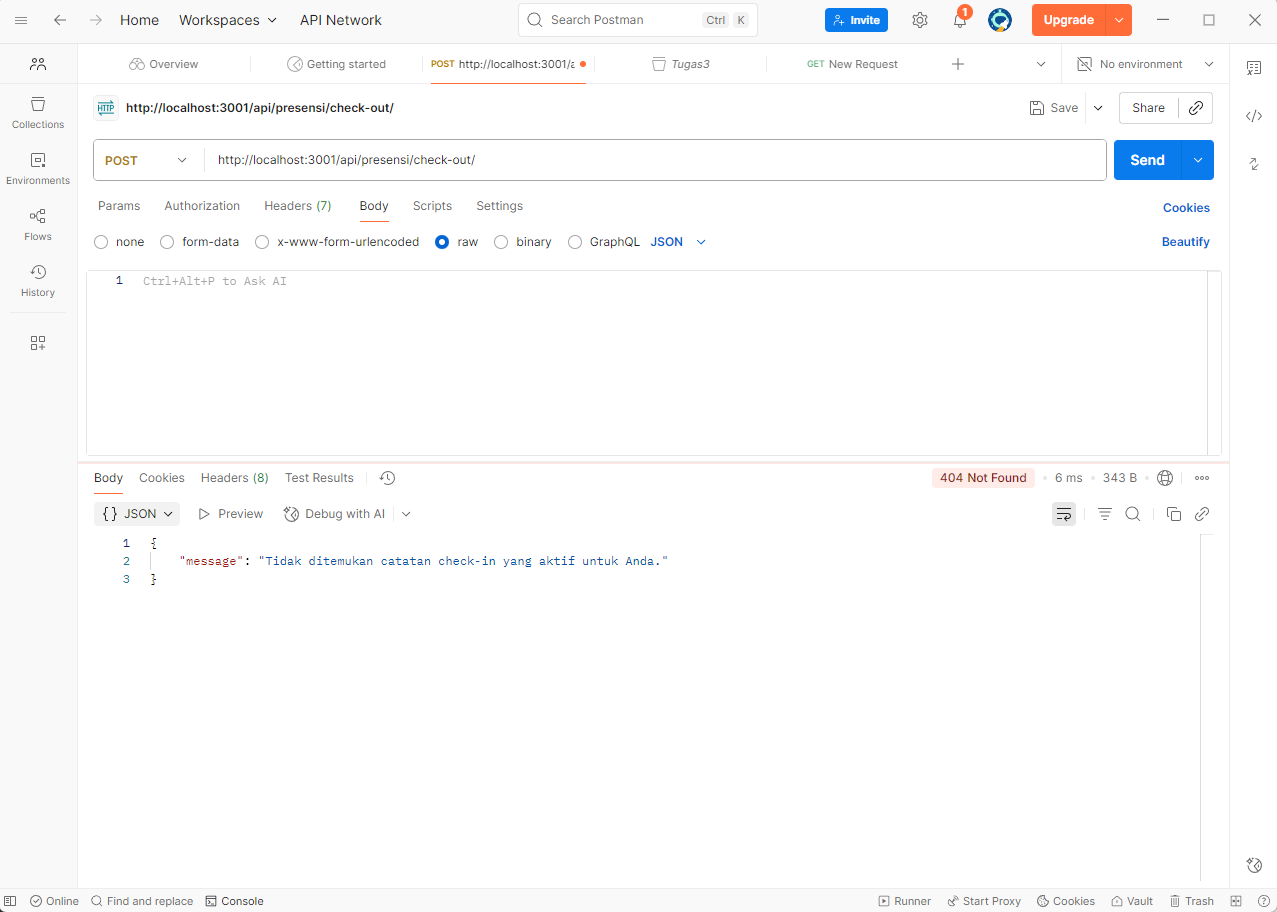 Home Workspaces API Network Search Postman Ctrl K Invite 1 Upgrade
Overview Getting started POST http://localhost:3001/a Tugas3 GET New Request No environment
HTTP http://localhost:3001/api/presensi/check-out/ Save Share
Collections
POST http://localhost:3001/api/presensi/check-out/ Send
Environments
Params Authorization Headers (7) Body Scripts Settings Cookies
Flows
none form-data x-www-form-urlencoded raw binary GraphQL JSON Beautify
History
1 Ctrl+Alt+P to Ask AI
Body Cookies Headers (8) Test Results 404 Not Found 6 ms 343 B
{} JSON Preview Debug with AI
1 {
2 "message": "Tidak ditemukan catatan check-in yang aktif untuk Anda."
3 }
Online Find and replace Console Runner Start Proxy Cookies Vault Trash